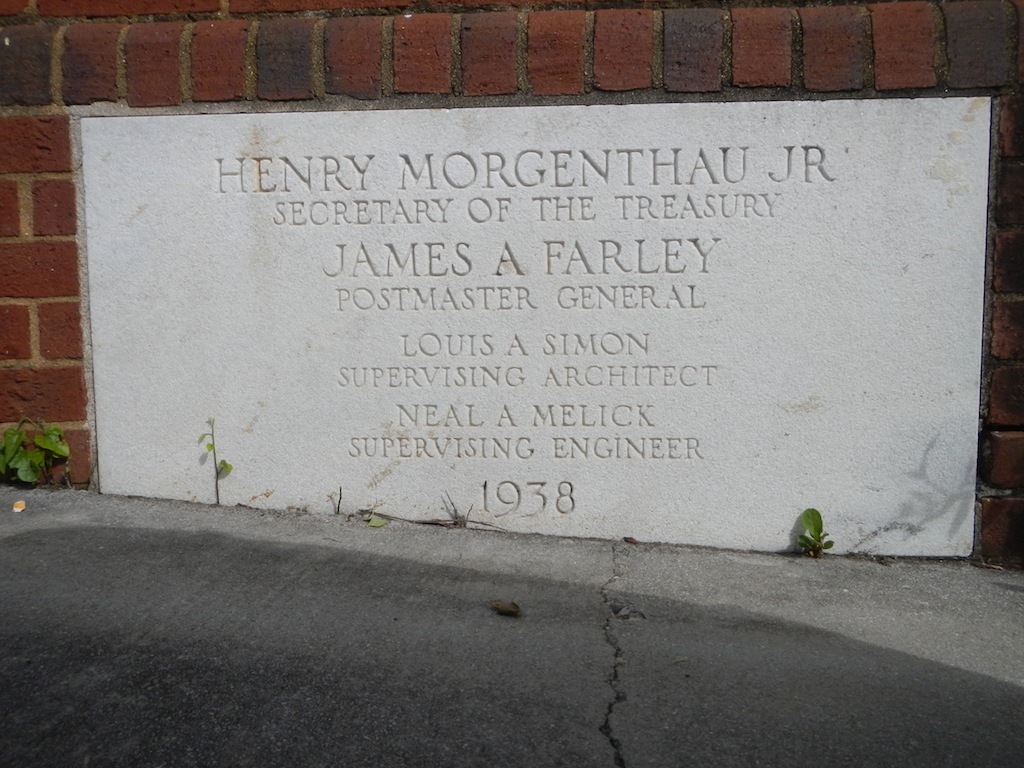 HENRY MORGENTHAU JR
SECRETARY OF THE TREASURY
JAMES A FARLEY
POSTMASTER GENERAL
LOUIS A SIMON
SUPERVISING ARCHITECT
NEAL A MELICK
SUPERVISING ENGINEER
1938